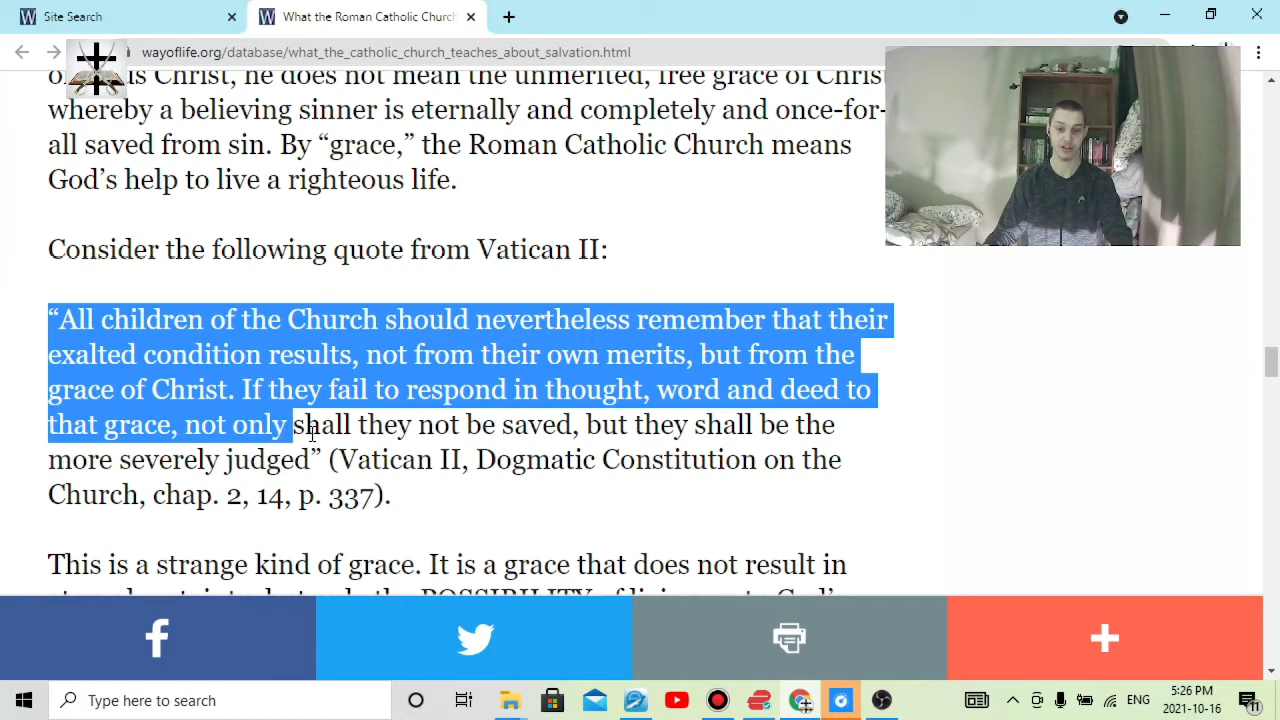 Site Search
What the Roman Catholic Church
wayoflife.org/database/what_the_catholic_church_teaches_about_salvation.html
us Christ, he does not mean the unmerited, free grace of Christ
whereby a believing sinner is eternally and completely and once-for-
all saved from sin. By “grace,” the Roman Catholic Church means
God’s help to live a righteous life.
Consider the following quote from Vatican II:
“All children of the Church should nevertheless remember that their
exalted condition results, not from their own merits, but from the
grace of Christ. If they fail to respond in thought, word and deed to
that grace, not only shall they not be saved, but they shall be the
more severely judged” (Vatican II, Dogmatic Constitution on the
Church, chap. 2, 14, p. 337).
This is a strange kind of grace. It is a grace that does not result in
POSSIBILITY
Type here to search
ENG
5:26 PM
2021-10-16
11